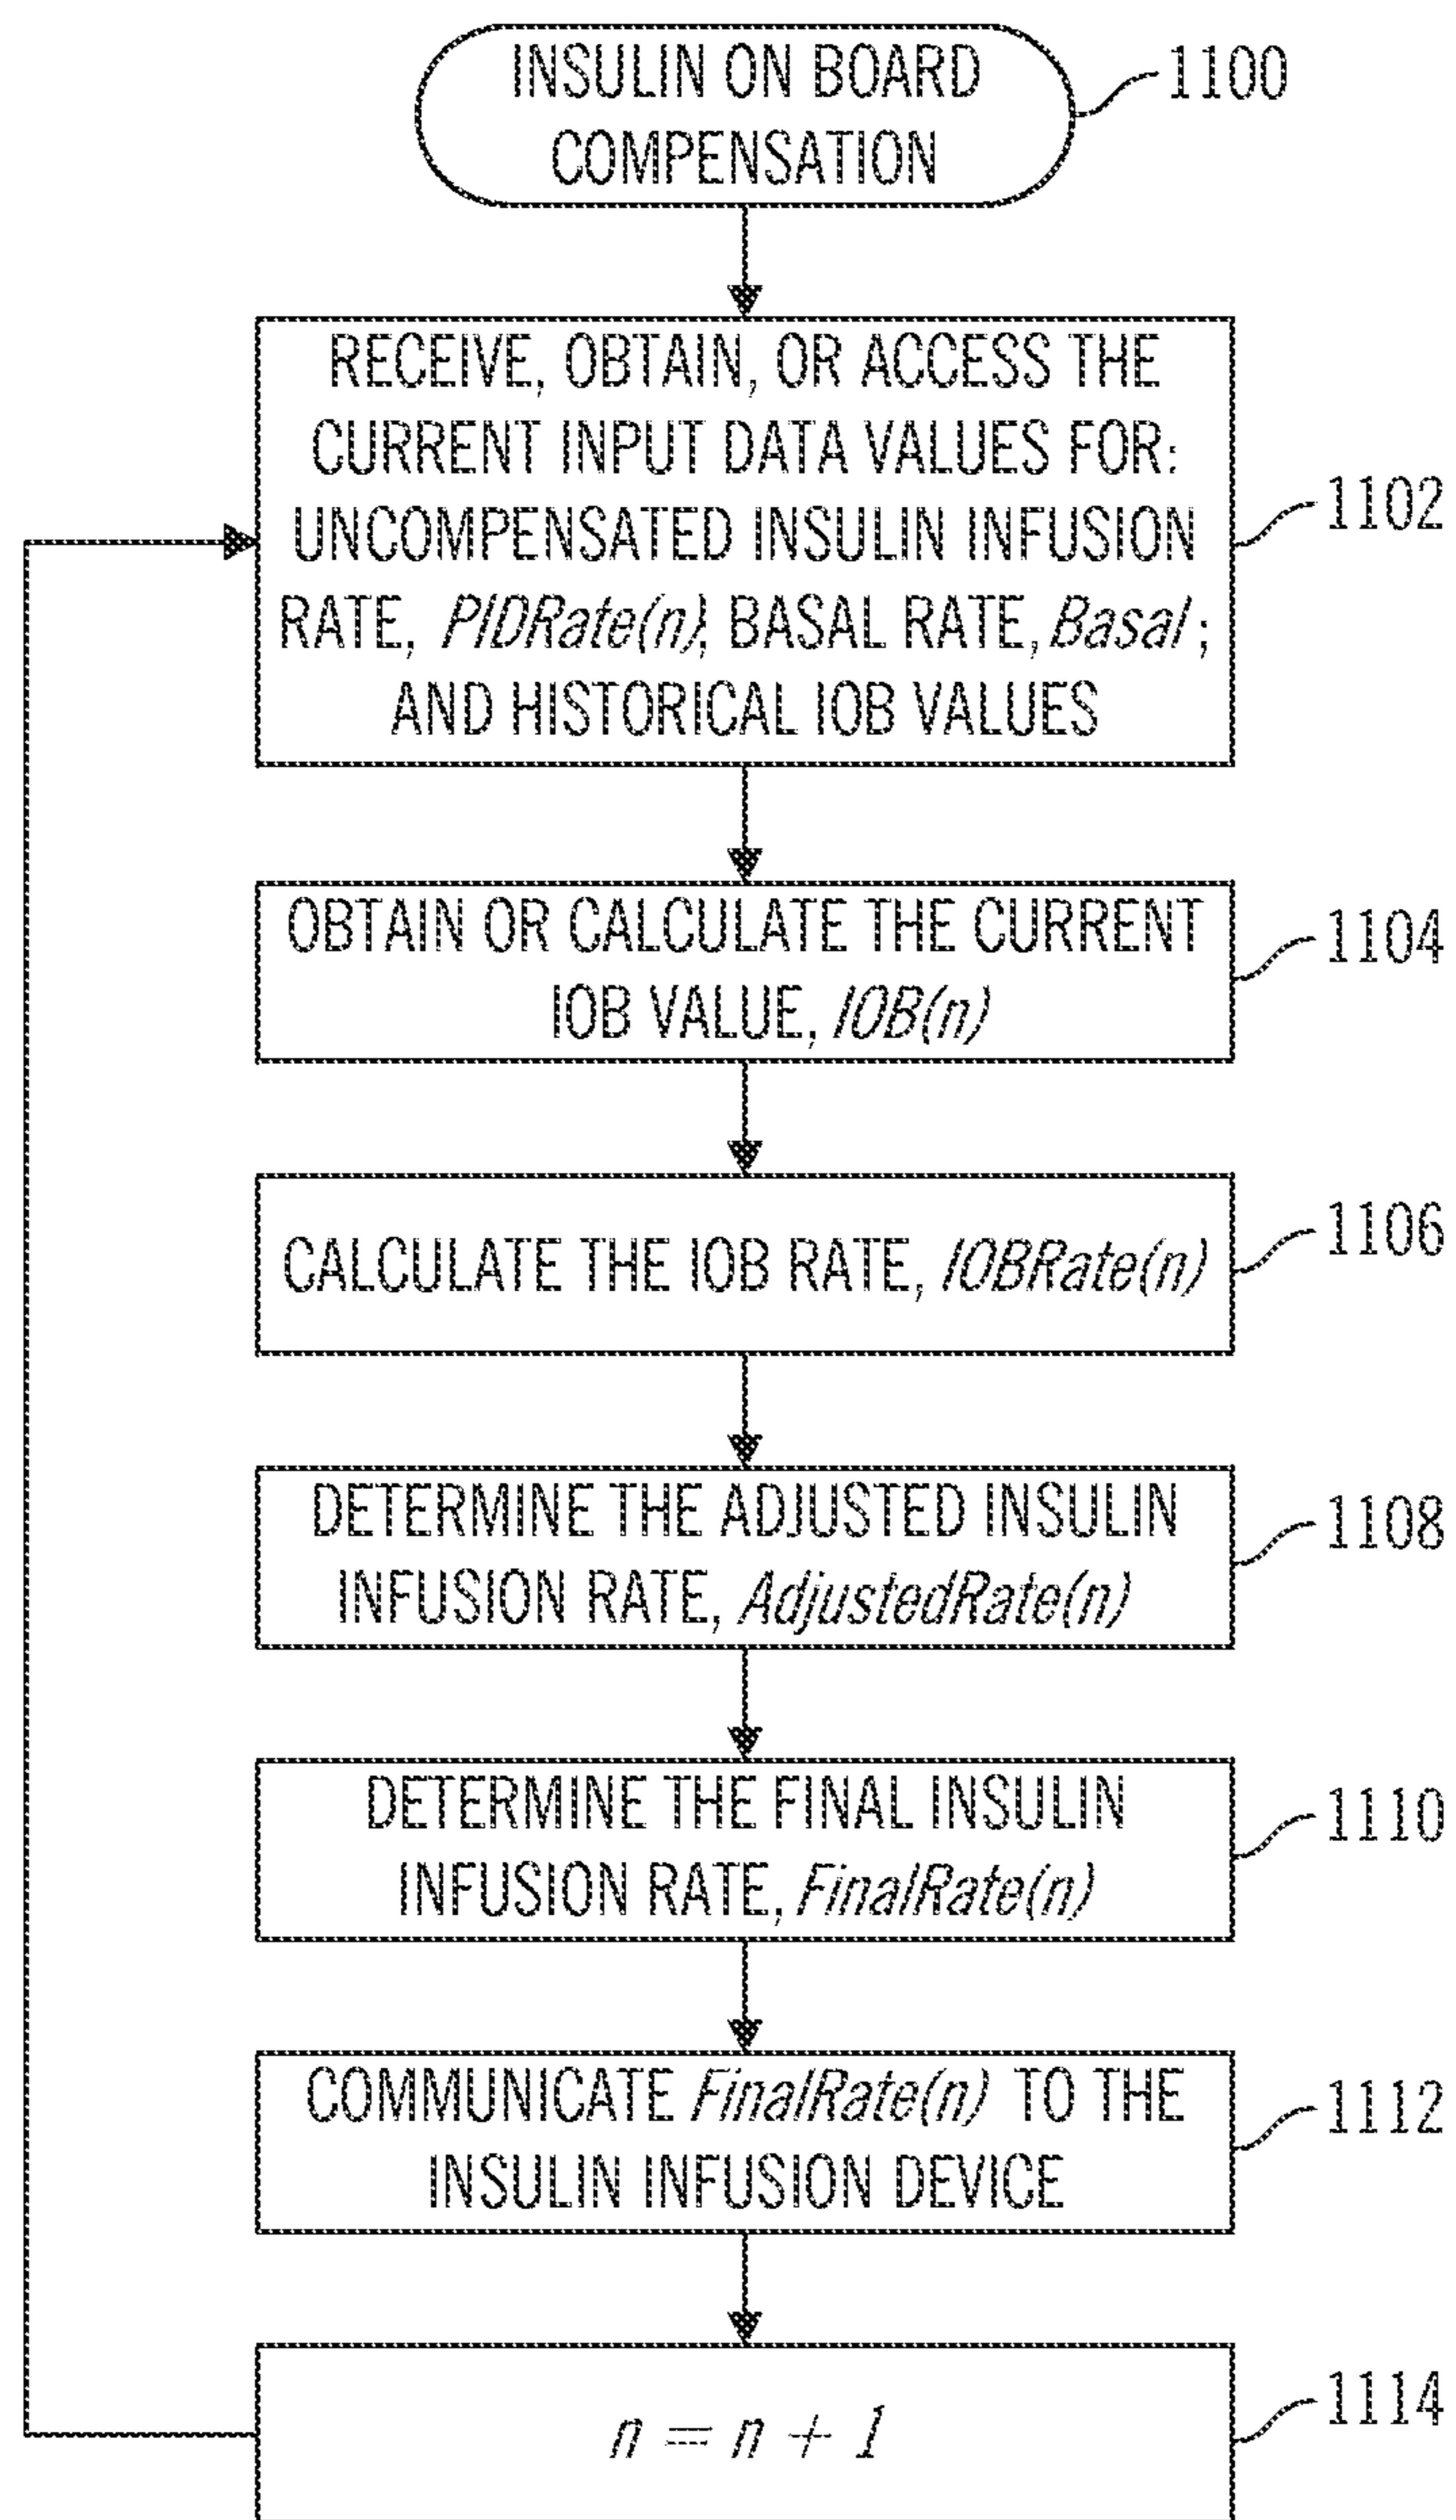 INSULIN ON BOARD
COMPENSATION
1100
RECEIVE, OBTAIN, OR ACCESS THE
CURRENT INPUT DATA VALUES FOR:
UNCOMPENSATED INSULIN INFUSION
RATE, PIDRate(n); BASAL RATE, Basal;
AND HISTORICAL IOB VALUES
1102
OBTAIN OR CALCULATE THE CURRENT
IOB VALUE, IOB(n)
1104
CALCULATE THE IOB RATE, IOBRate(n)
1106
DETERMINE THE ADJUSTED INSULIN
INFUSION RATE, AdjustedRate(n)
1108
DETERMINE THE FINAL INSULIN
INFUSION RATE, FinalRate(n)
1110
COMMUNICATE FinalRate(n) TO THE
INSULIN INFUSION DEVICE
1112
n = n + 1
1114